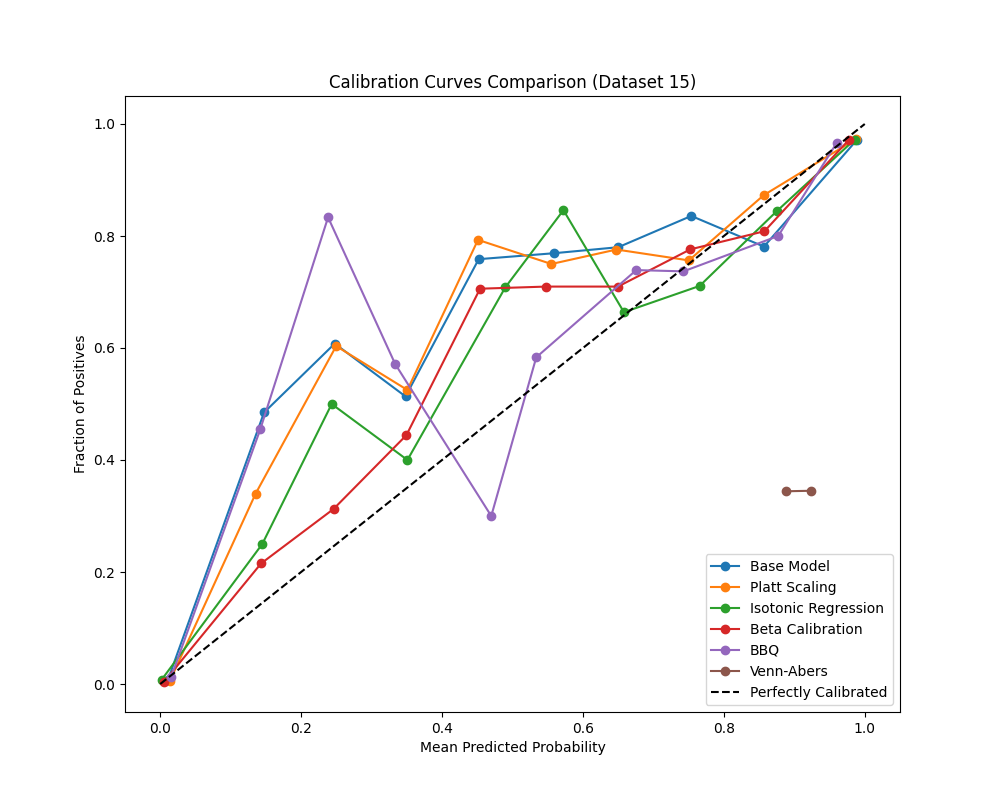 Calibration Curves Comparison (Dataset 15)
Fraction of Positives
1.0
0.8
0.6
0.4
0.2
0.0
0.0 0.2 0.4 0.6 0.8 1.0
Mean Predicted Probability
Base Model
Platt Scaling
Isotonic Regression
Beta Calibration
BBQ
Venn-Abers
Perfectly Calibrated